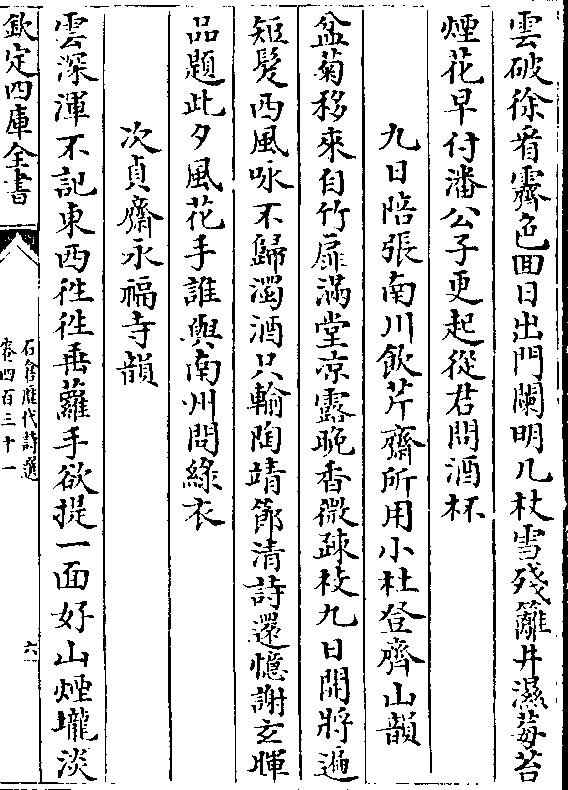 雲破徐看霽色回日出門闌明几杖雪殘籬井濕莓苔
煙花早付潘公子更起從君問酒杯
九日陪張南川飲芹齋所用小杜登齊山韻
盆菊移來自竹扉滿堂凉露晚香微疎枝九日開將遍
短髮西風咏不歸濁酒只輸陶靖節清詩還憶謝玄暉
品題此夕風花手誰與南州問綠衣
次貞齋永福寺韻
雲深渾不記東西徃徃垂蘿手欲提一面好山煙壠淡
欽定四庫全書
石倉歷代詩選
卷四百三十一
六